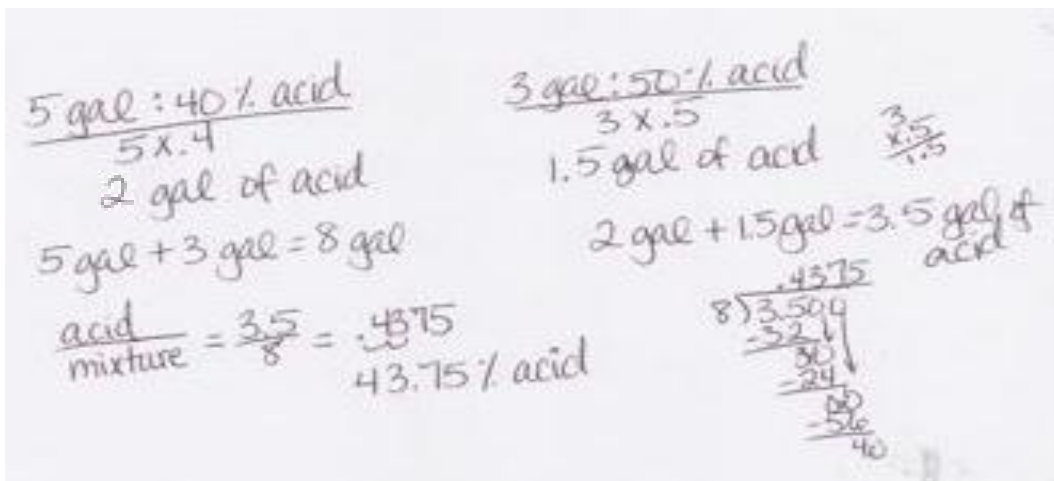 5 gal : 40 % acid
5 x .4
2 gal of acid
5 gal + 3 gal = 8 gal
acid / mixture = 3.5 / 8 = .4375
43.75 % acid
3 gal : 50 % acid
3 x .5
1.5 gal of acid
3
x .5
1.5
2 gal + 1.5 gal = 3.5 gal of
acid
.4375
8)3.500
-32
30
-24
60
-56
40